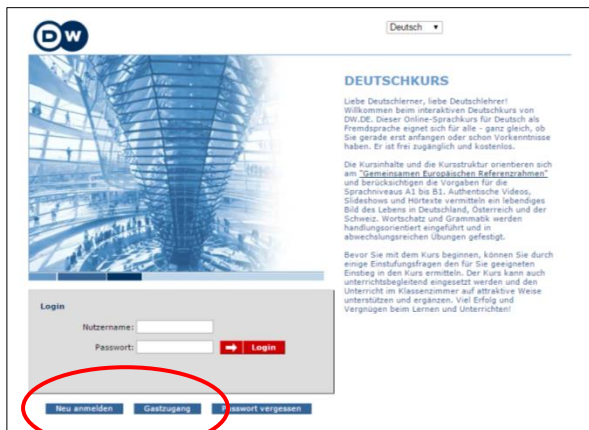 DW
Deutsch
DEUTSCHKURS
Liebe Deutschlerner, liebe Deutschlehrer!
Willkommen beim interaktiven Deutschkurs von
DW.DE. Dieser Online-Sprachkurs für Deutsch als
Fremdsprache eignet sich für alle - ganz gleich, ob
Sie gerade erst anfangen oder schon Vorkenntnisse
haben. Er ist frei zugänglich und kostenlos.
Die Kursinhalte und die Kursstruktur orientieren sich
am "Gemeinsamen Europäischen Referenzrahmen"
und berücksichtigen die Vorgaben für die
Sprachniveaus A1 bis B1. Authentische Videos,
Slideshows und Hörtexte vermitteln ein lebendiges
Bild des Lebens in Deutschland, Österreich und der
Schweiz. Wortschatz und Grammatik werden
handlungsorientiert eingeführt und in
abwechslungsreichen Übungen gefestigt.
Bevor Sie mit dem Kurs beginnen, können Sie durch
einige Einstufungsfragen den für Sie geeigneten
Einstieg in den Kurs ermitteln. Der Kurs kann auch
unterrichtsbegleitend eingesetzt werden und den
Unterricht im Klassenzimmer auf attraktive Weise
unterstützen und ergänzen. Viel Erfolg und
Vergnügen beim Lernen und Unterrichten!
Login
Nutzername:
Passwort:
Login
Neu anmelden Gastzugang Passwort vergessen